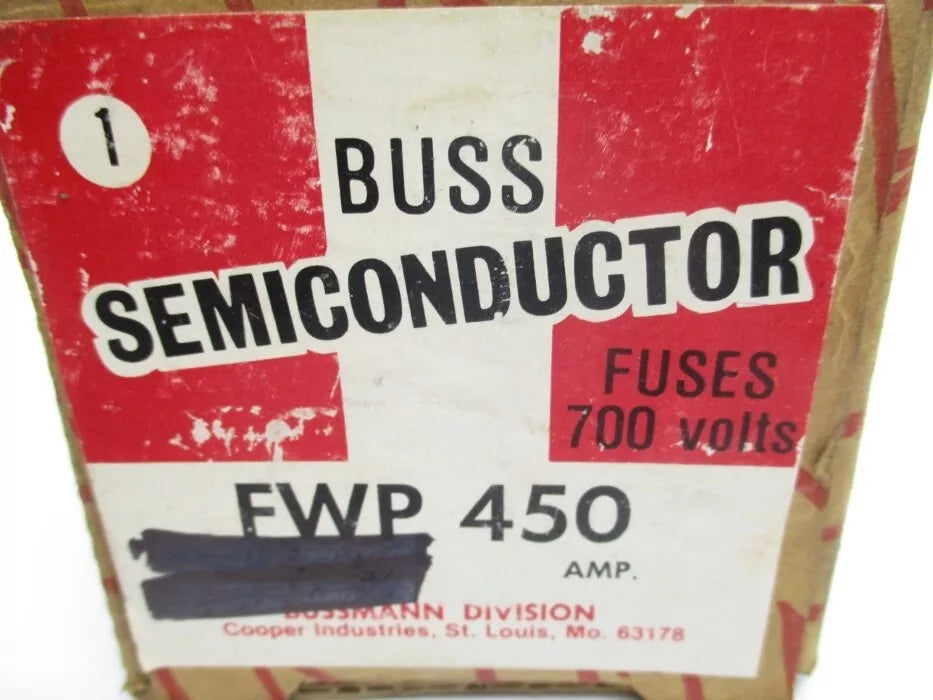 1
BUSS
SEMICONDUCTOR
FUSES
700 volts
FWP 450
AMP.
BUSSMANN DIVISION
Cooper Industries, St. Louis, Mo. 63178